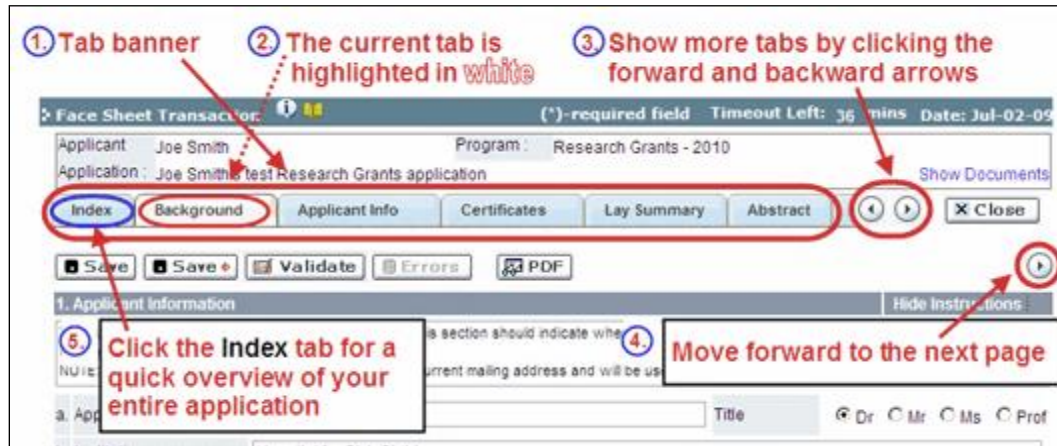 1. Tab banner
2. The current tab is
highlighted in white
3. Show more tabs by clicking the
forward and backward arrows
Face Sheet Transaction
(*)-required field Timeout Left: 36 mins Date: Jul-02-09
Applicant Joe Smith Program : Research Grants - 2010
Application : Joe Smith's test Research Grants application Show Documents
Index Background Applicant Info Certificates Lay Summary Abstract X Close
Save Save Validate Errors PDF
1. Applicant Information Hide Instructions
section should indicate
5. Click the Index tab for a
quick overview of your
entire application
4. Move forward to the next page
NOTE
mailing address and will be
a. Title Dr Mr Ms Prof